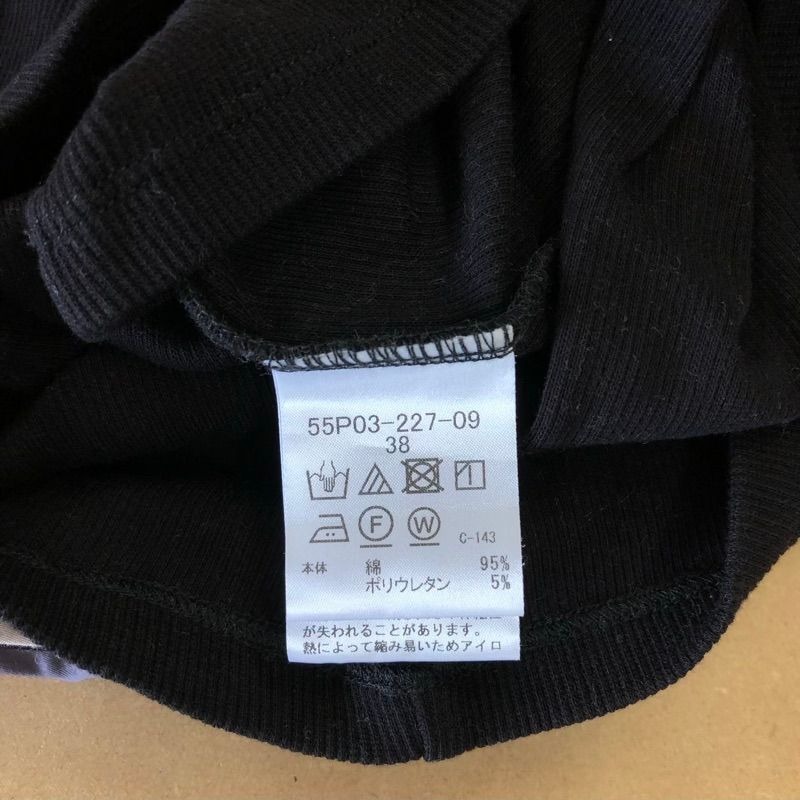 55P03-227-09
38
F W C-143
本体 綿 95%
ポリウレタン 5%
が失われることがあります。
熱によって縮み易いためアイロ